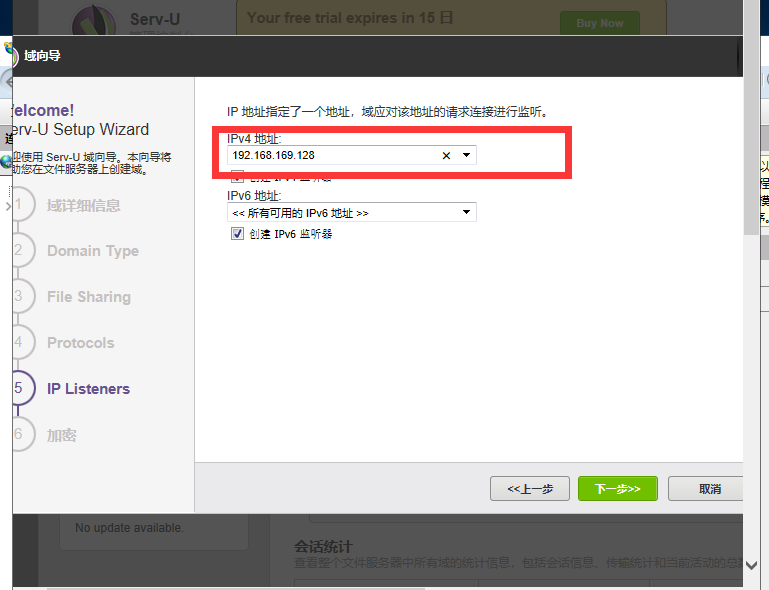 Serv-U
Your free trial expires in 15 日
Buy Now
域向导
elcome!
erv-U Setup Wizard
迎使用 Serv-U 域向导。本向导将
助您在文件服务器上创建域。
1 域详细信息
2 Domain Type
3 File Sharing
4 Protocols
5 IP Listeners
6 加密
IP 地址指定了一个地址，域应对该地址的请求连接进行监听。
IPv4 地址:
192.168.169.128
IPv6 地址:
<< 所有可用的 IPv6 地址 >>
创建 IPv6 监听器
<<上一步
下一步>>
取消
No update available.
会话统计
查看整个文件服务器中所有域的统计信息，包括会话信息、传输统计和当前活动的总